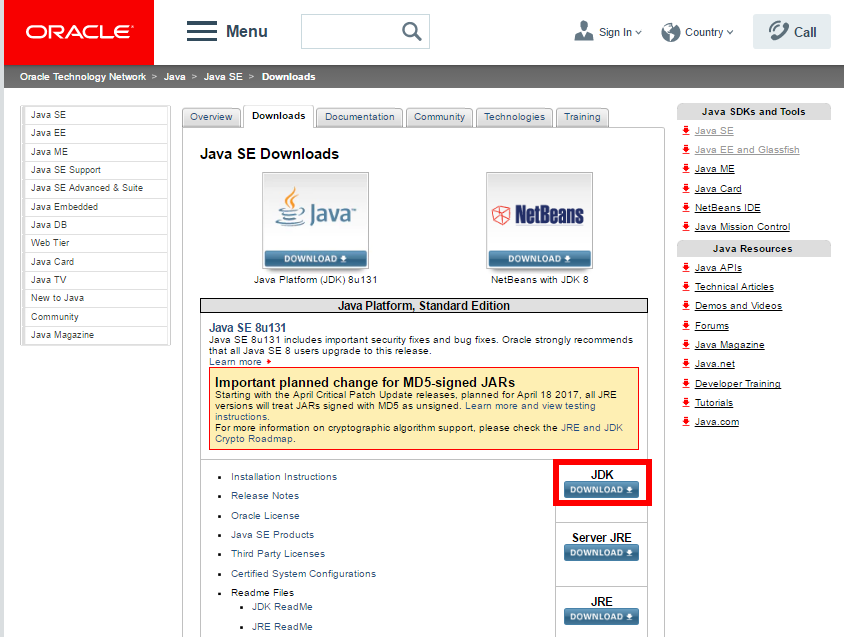 ORACLE
Menu
Sign In
Country
Call
Oracle Technology Network > Java > Java SE > Downloads
Java SE
Java EE
Java ME
Java SE Support
Java SE Advanced & Suite
Java Embedded
Java DB
Web Tier
Java Card
Java TV
New to Java
Community
Java Magazine
Overview
Downloads
Documentation
Community
Technologies
Training
Java SE Downloads
Java
DOWNLOAD
Java Platform (JDK) 8u131
NetBeans
DOWNLOAD
NetBeans with JDK 8
Java Platform, Standard Edition
Java SE 8u131
Java SE 8u131 includes important security fixes and bug fixes. Oracle strongly recommends
that all Java SE 8 users upgrade to this release.
Learn more
Important planned change for MD5-signed JARs
Starting with the April Critical Patch Update releases, planned for April 18 2017, all JRE
versions will treat JARs signed with MD5 as unsigned. Learn more and view testing
instructions.
For more information on cryptographic algorithm support, please check the JRE and JDK
Crypto Roadmap.
Installation Instructions
Release Notes
Oracle License
Java SE Products
Third Party Licenses
Certified System Configurations
Readme Files
JDK ReadMe
JRE ReadMe
JDK
DOWNLOAD
Server JRE
DOWNLOAD
JRE
DOWNLOAD
Java SDKs and Tools
Java SE
Java EE and Glassfish
Java ME
Java Card
NetBeans IDE
Java Mission Control
Java Resources
Java APIs
Technical Articles
Demos and Videos
Forums
Java Magazine
Java.net
Developer Training
Tutorials
Java.com